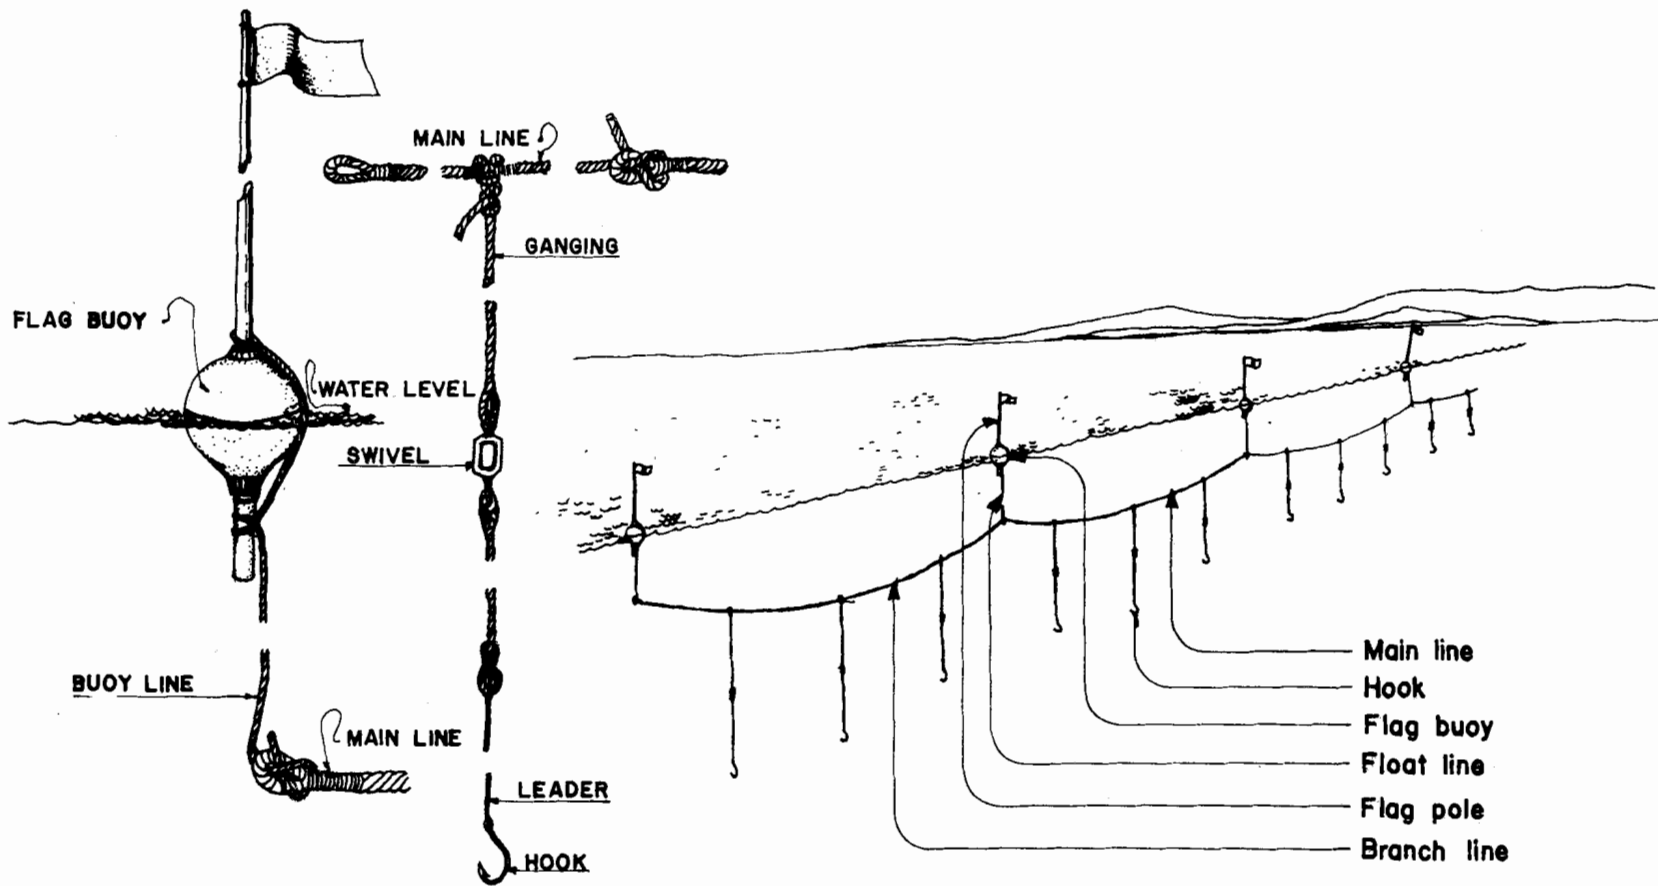 MAIN LINE
GANGING
FLAG BUOY
WATER LEVEL
SWIVEL
BUOY LINE
MAIN LINE
LEADER
HOOK
Main line
Hook
Flag buoy
Float line
Flag pole
Branch line